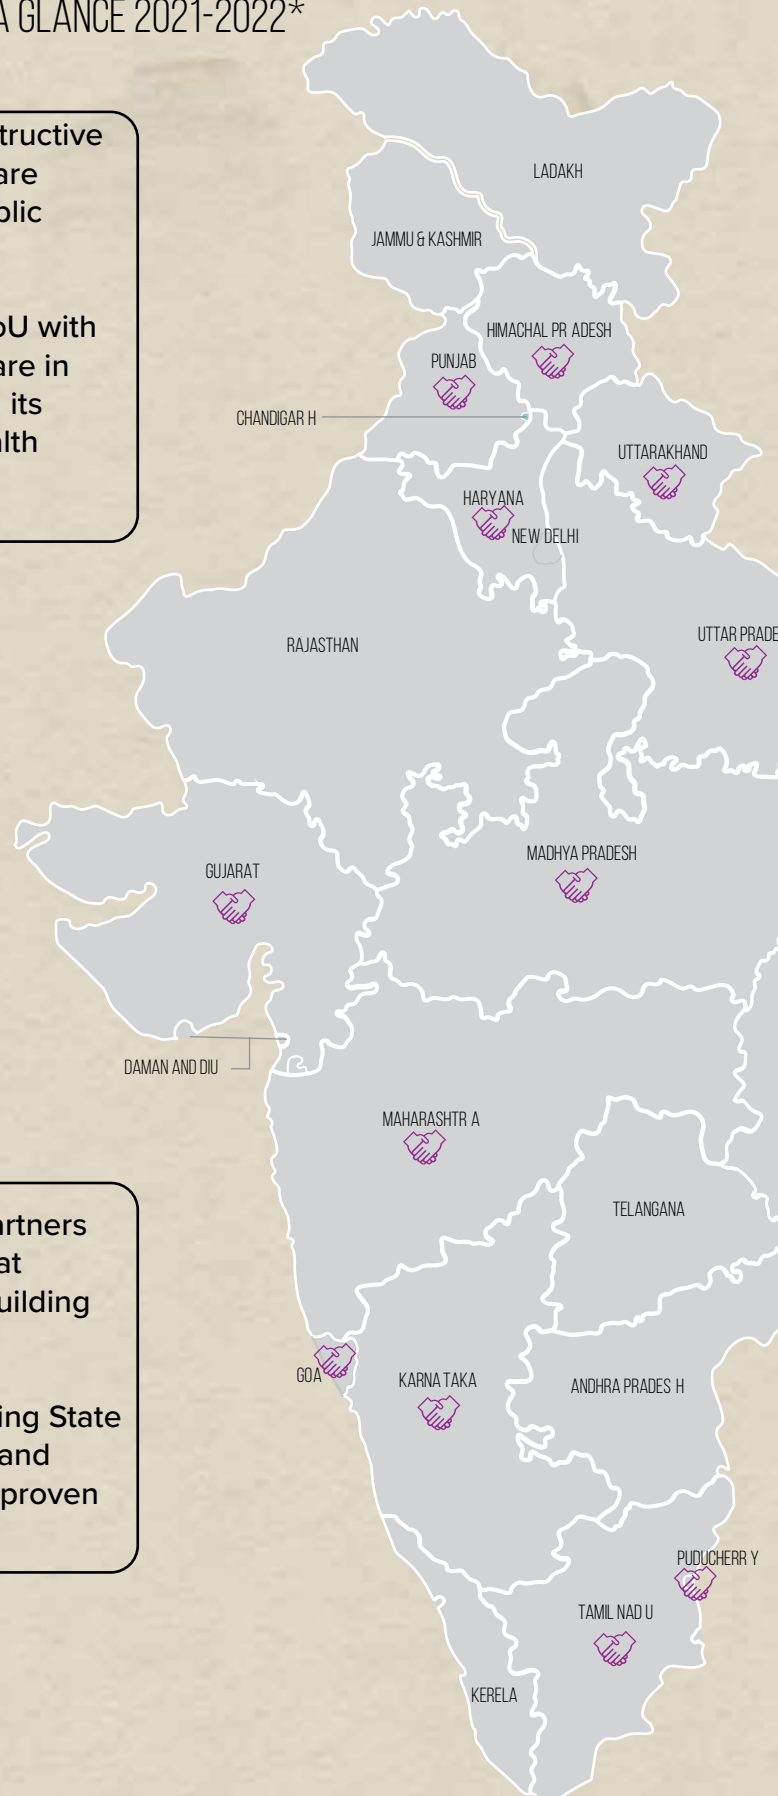 A GLANCE 2021-2022*
tructive
are
blic
oU with
are in
its
alth
LADAKH
JAMMU & KASHMIR
HIMACHAL PR ADESH
PUNJAB
CHANDIGAR H
UTTARAKHAND
HARYANA
NEW DELHI
UTTAR PRADE
RAJASTHAN
MADHYA PRADESH
GUJARAT
DAMAN AND DIU
MAHARASHTR A
TELANGANA
artners
at
uilding
ing State
and
proven
GOA
KARNA TAKA
ANDHRA PRADES H
PUDUCHERR Y
TAMIL NAD U
KERELA